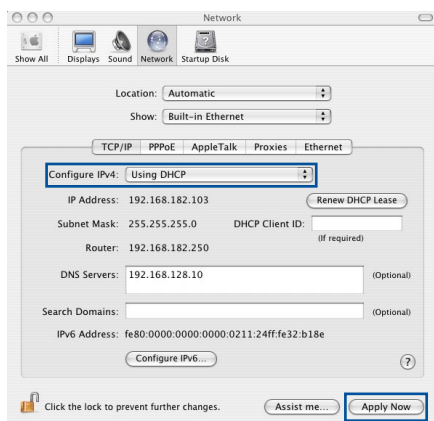 Network
Show All Displays Sound Network Startup Disk
Location: Automatic
Show: Built-in Ethernet
TCP/IP PPPoE AppleTalk Proxies Ethernet
Configure IPv4: Using DHCP
IP Address: 192.168.182.103 Renew DHCP Lease
Subnet Mask: 255.255.255.0 DHCP Client ID:
(If required)
Router: 192.168.182.250
DNS Servers: 192.168.128.10 (Optional)
Search Domains: (Optional)
IPv6 Address: fe80:0000:0000:0000:0211:24ff:fe32:b18e
Configure IPv6... ?
Click the lock to prevent further changes. Assist me... Apply Now